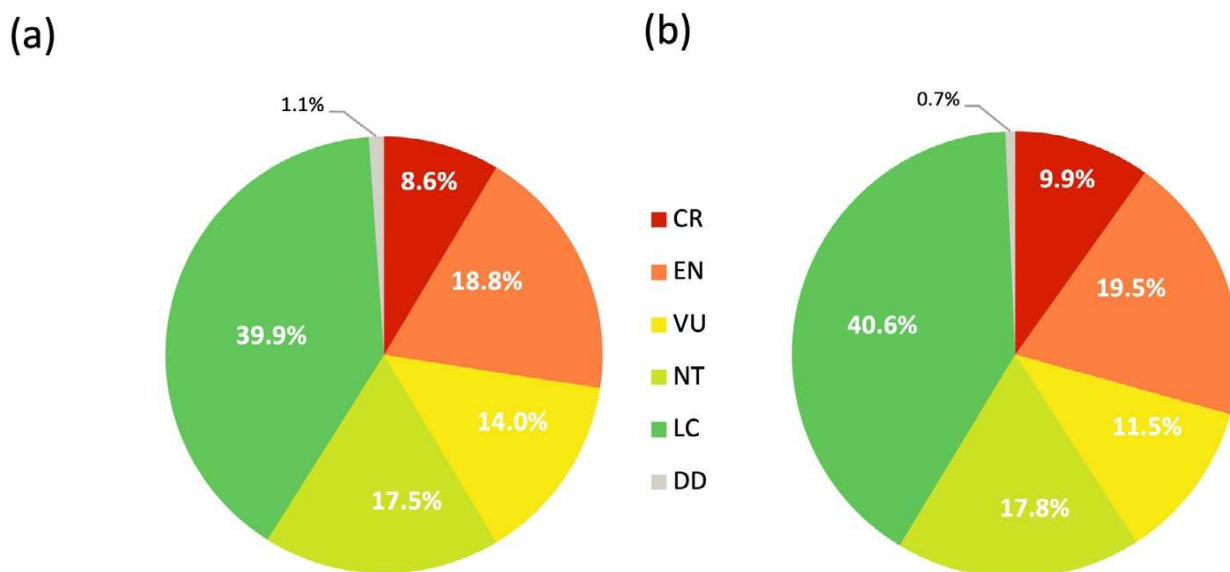 (a)
1.1%
8.6%
18.8%
39.9%
14.0%
17.5%
CR
EN
VU
NT
LC
DD
(b)
0.7%
9.9%
19.5%
40.6%
11.5%
17.8%